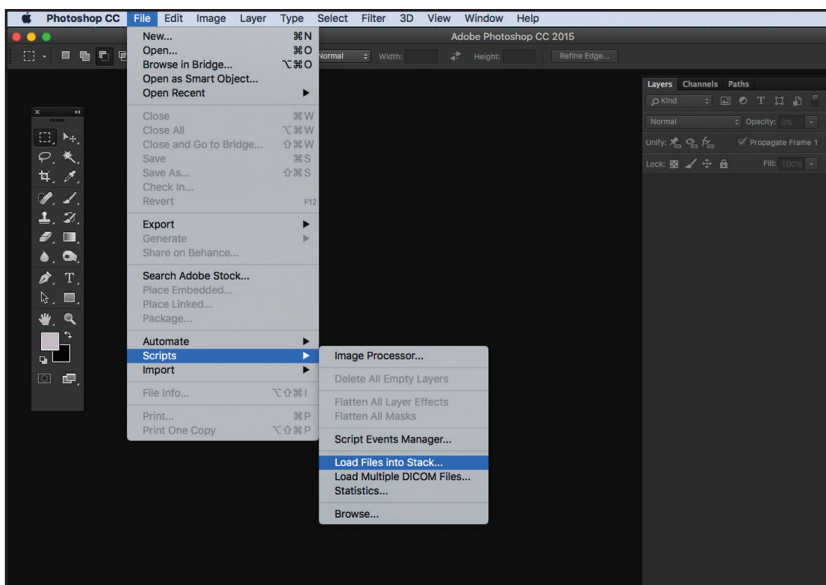 Photoshop CC File Edit Image Layer Type Select Filter 3D View Window Help
Adobe Photoshop CC 2015
Normal Width: Height: Refine Edge...
New... ⌘N
Open... ⌘O
Browse in Bridge... ⌥⌘O
Open as Smart Object...
Open Recent
Close ⌘W
Close All ⌥⌘W
Close and Go to Bridge... ⇧⌘W
Save ⌘S
Save As... ⇧⌘S
Check In...
Revert F12
Export
Generate
Share on Behance...
Search Adobe Stock...
Place Embedded...
Place Linked...
Package...
Automate
Scripts
Import
File Info... ⌥⇧⌘I
Print... ⌘P
Print One Copy ⌥⇧⌘P
Image Processor...
Delete All Empty Layers
Flatten All Layer Effects
Flatten All Masks
Script Events Manager...
Load Files into Stack...
Load Multiple DICOM Files...
Statistics...
Browse...
Layers Channels Paths
Kind
Normal Opacity: 0%
Unify: Propagate Frame 1
Lock: Fill: 100%